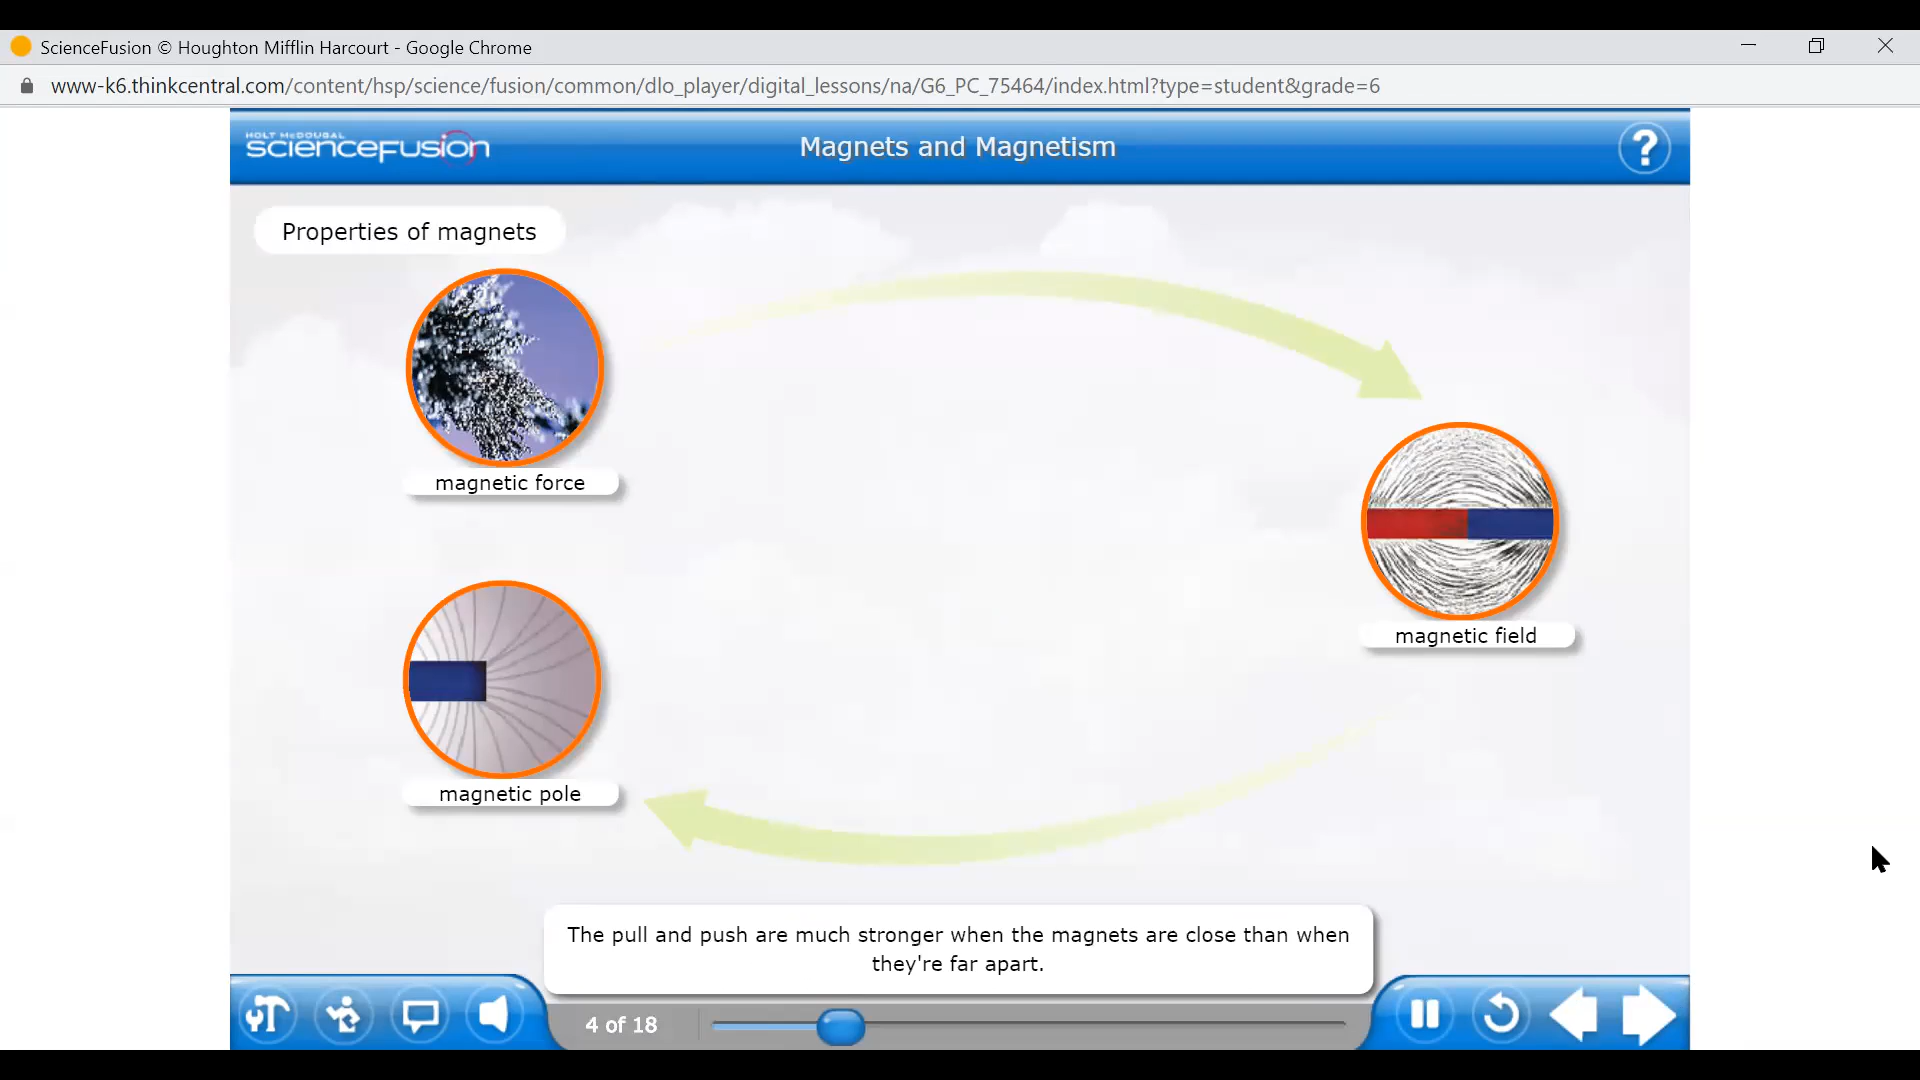 ScienceFusion © Houghton Mifflin Harcourt - Google Chrome
www-k6.thinkcentral.com/content/hsp/science/fusion/common/dlo_player/digital_lessons/na/G6_PC_75464/index.html?type=student&grade=6
HOLT McDOUGAL
scienceFusion
Magnets and Magnetism
?
Properties of magnets
magnetic force
magnetic field
magnetic pole
The pull and push are much stronger when the magnets are close than when
they're far apart.
4 of 18